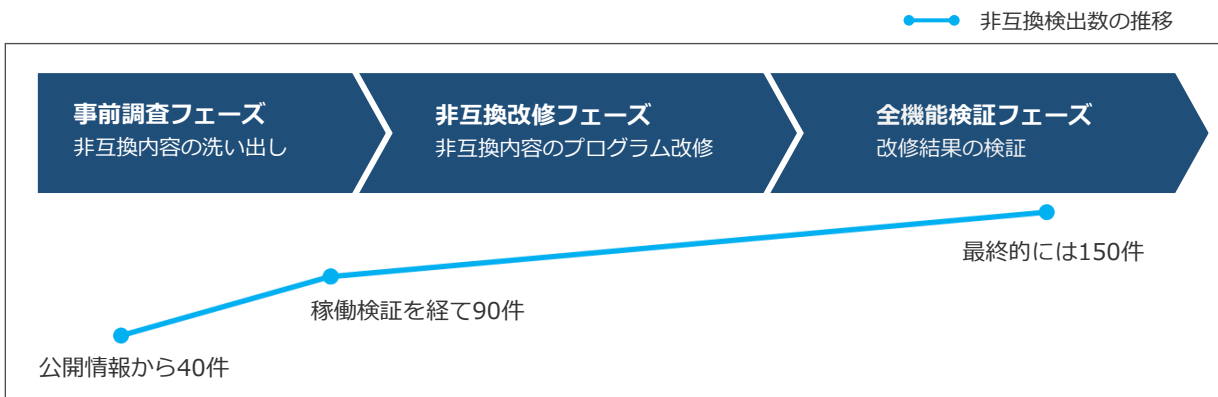 非互換検出数の推移
事前調査フェーズ
非互換内容の洗い出し
非互換改修フェーズ
非互換内容のプログラム改修
全機能検証フェーズ
改修結果の検証
最終的には150件
稼働検証を経て90件
公開情報から40件